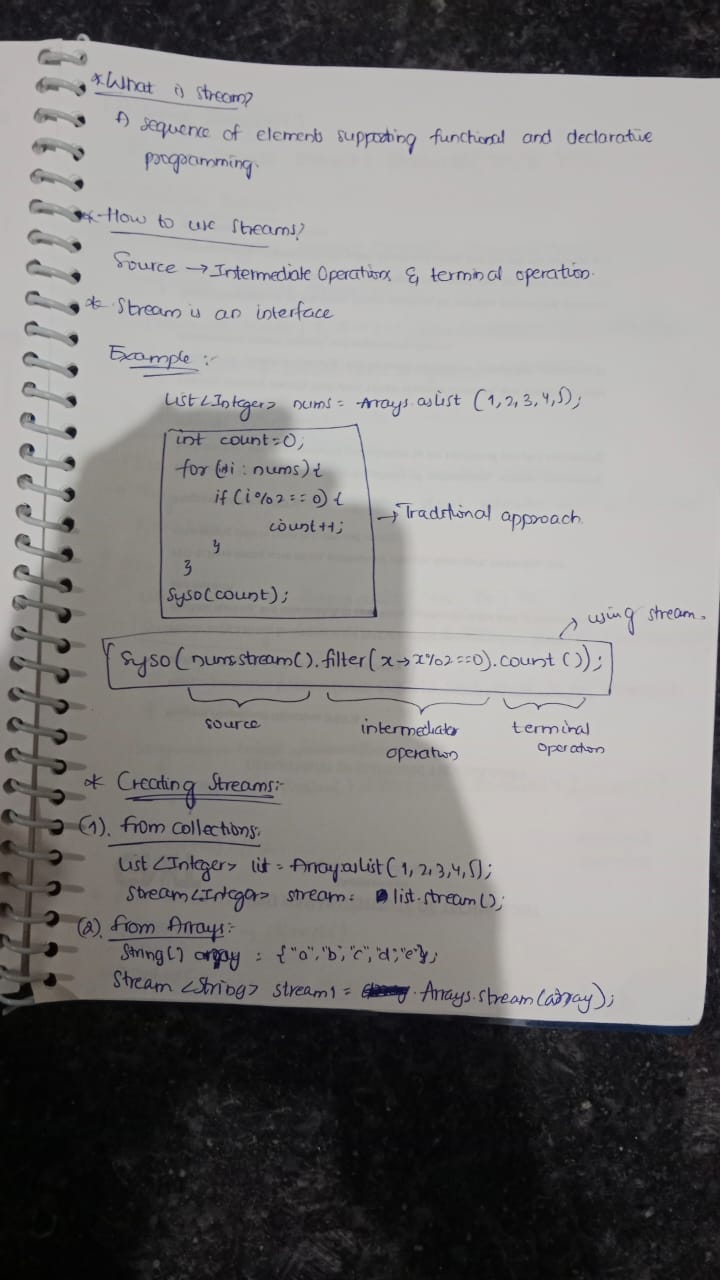 * What is stream?
A sequence of elements supporting functional and declarative
programming.
* How to use streams?
Source → Intermediate Operations & terminal operation.
* Stream is an interface
Example :-
List<Integer> nums = Arrays.asList (1,2,3,4,5);
int count=0;
for ( i : nums) {
if (i%2==0) {
count++;
}
}
Syso(count);
→ Traditional approach.
→ using stream.
Syso( nums.stream().filter(x→x%2==0).count());
source
intermediator
operation
terminal
operation
* Creating Streams:-
(1). from collections.
List <Integer> list = Array.asList(1,2,3,4,5);
Stream<Integer> stream = list.stream();
(2). from Arrays:-
String[] array = {"a","b","c","d","e"};
Stream <String> stream1 = Arrays.stream(array);